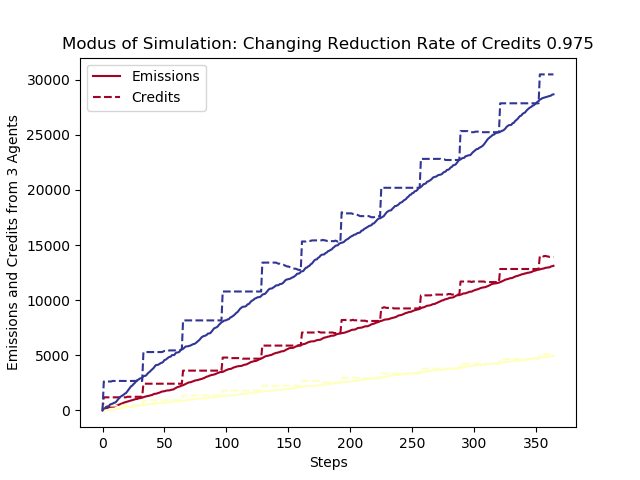 Modus of Simulation: Changing Reduction Rate of Credits 0.975
Emissions
Credits
Emissions and Credits from 3 Agents
30000
25000
20000
15000
10000
5000
0
0 50 100 150 200 250 300 350
Steps